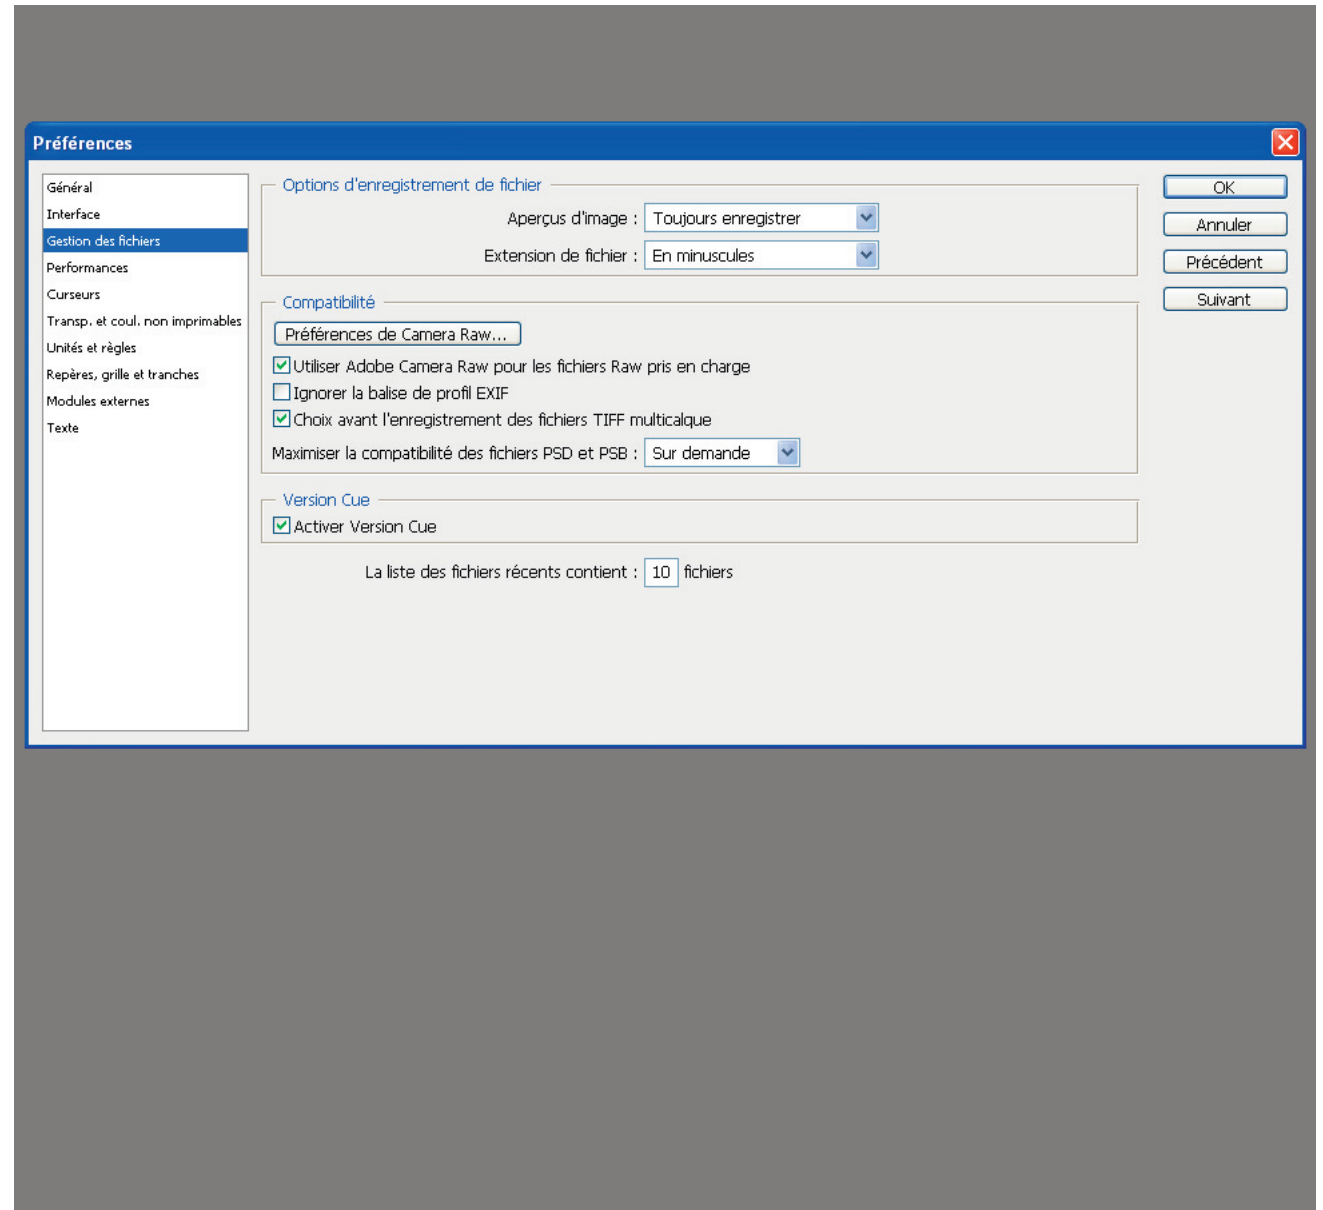 Préférences
Général
Interface
Gestion des fichiers
Performances
Curseurs
Transp. et coul. non imprimables
Unités et règles
Repères, grille et tranches
Modules externes
Texte
Options d'enregistrement de fichier
Aperçus d'image : Toujours enregistrer
Extension de fichier : En minuscules
Compatibilité
Préférences de Camera Raw...
Utiliser Adobe Camera Raw pour les fichiers Raw pris en charge
Ignorer la balise de profil EXIF
Choix avant l'enregistrement des fichiers TIFF multicalque
Maximiser la compatibilité des fichiers PSD et PSB : Sur demande
Version Cue
Activer Version Cue
La liste des fichiers récents contient : 10 fichiers
OK
Annuler
Précédent
Suivant